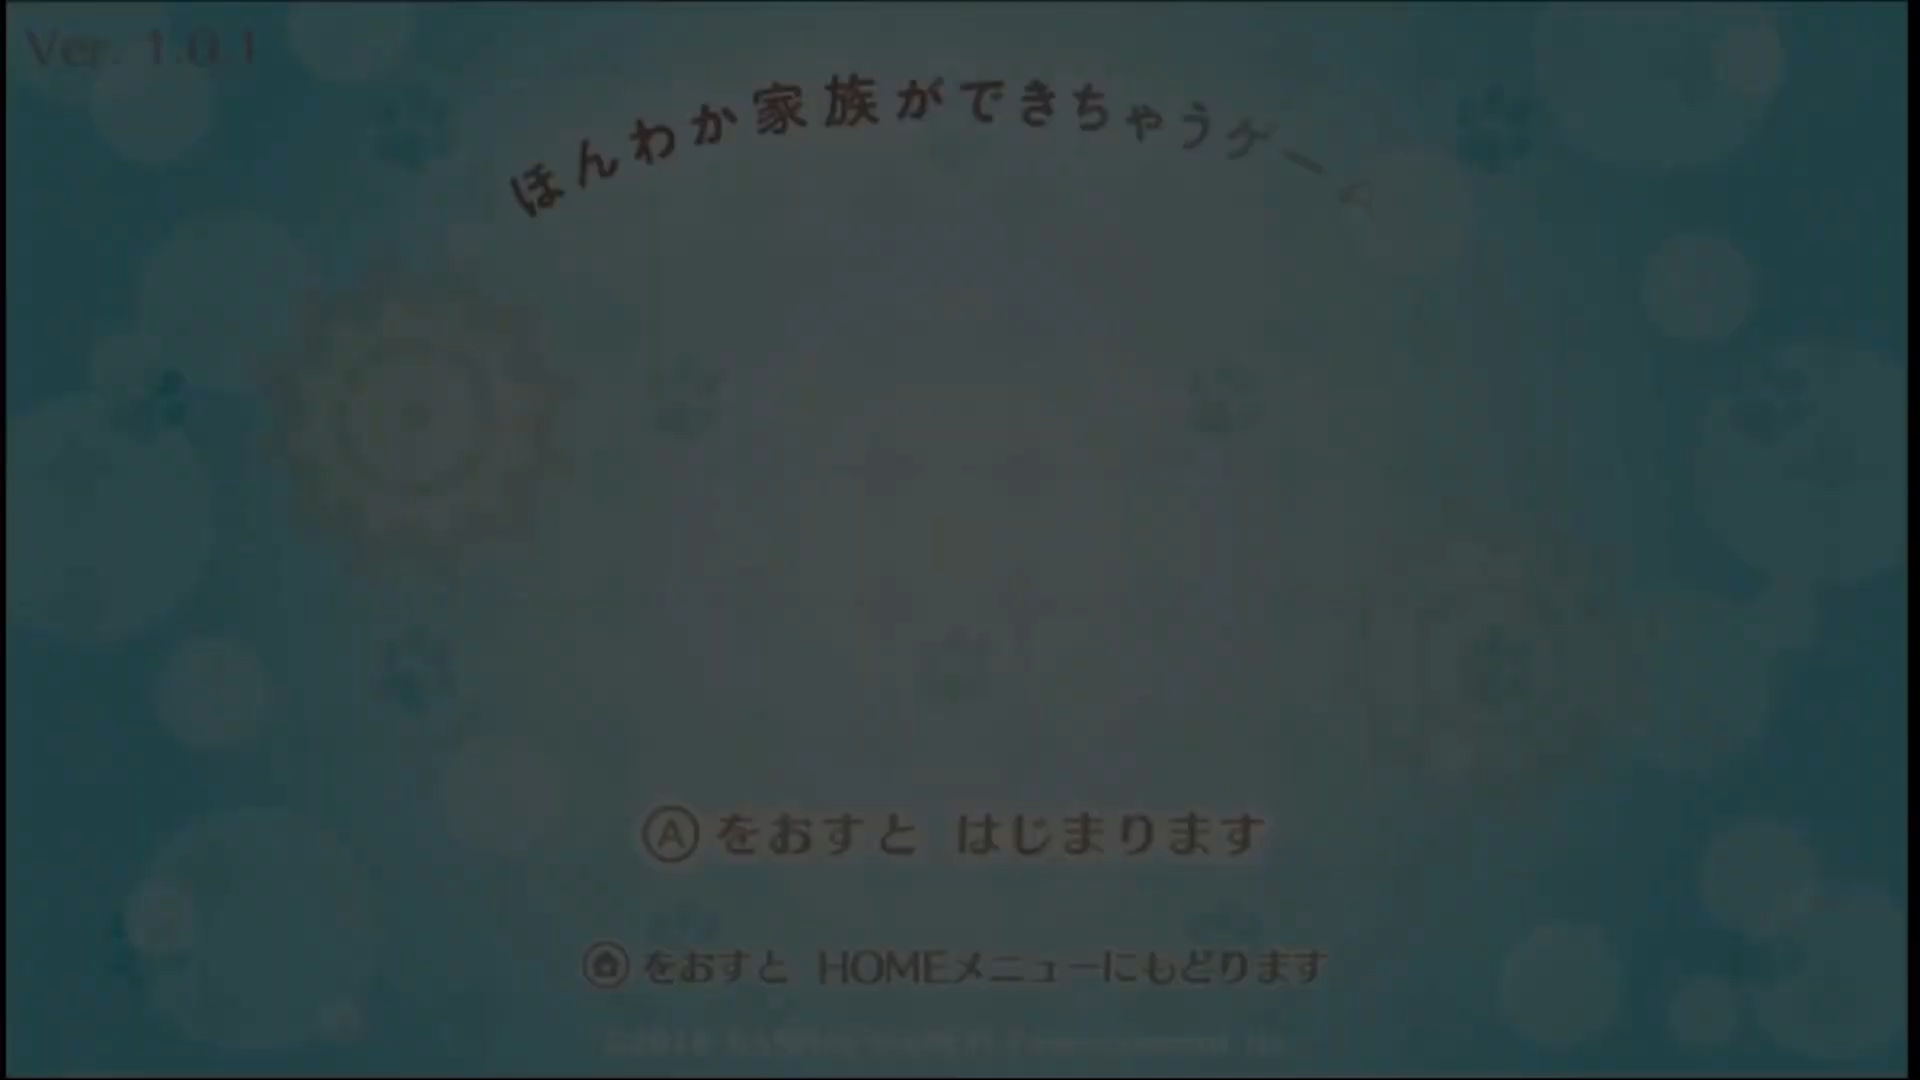 Ver. 1.0.1
ほんわか家族ができちゃうゲーム
Ⓐをおすと はじまります
をおすと HOMEメニューにもどります